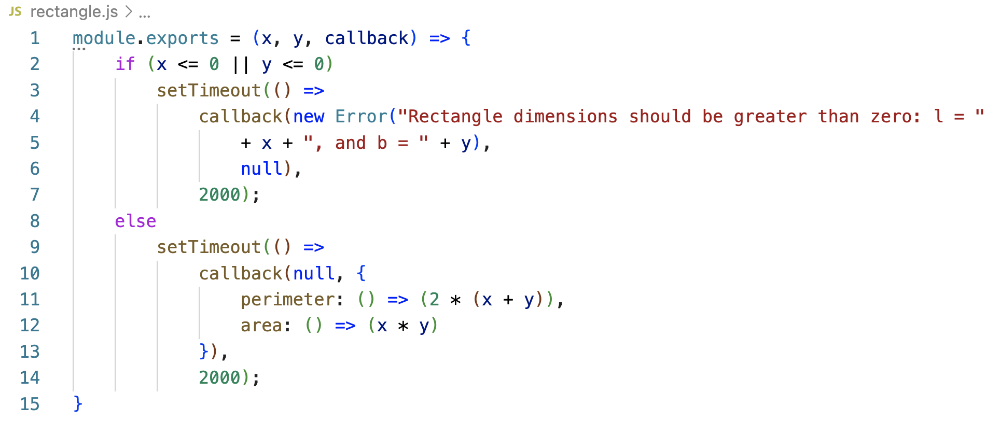 JS rectangle.js > ...
1 module.exports = (x, y, callback) => {
2 if (x <= 0 || y <= 0)
3 setTimeout(() =>
4 callback(new Error("Rectangle dimensions should be greater than zero: l = "
5 + x + ", and b = " + y),
6 null),
7 2000);
8 else
9 setTimeout(() =>
10 callback(null, {
11 perimeter: () => (2 * (x + y)),
12 area: () => (x * y)
13 }),
14 2000);
15 }